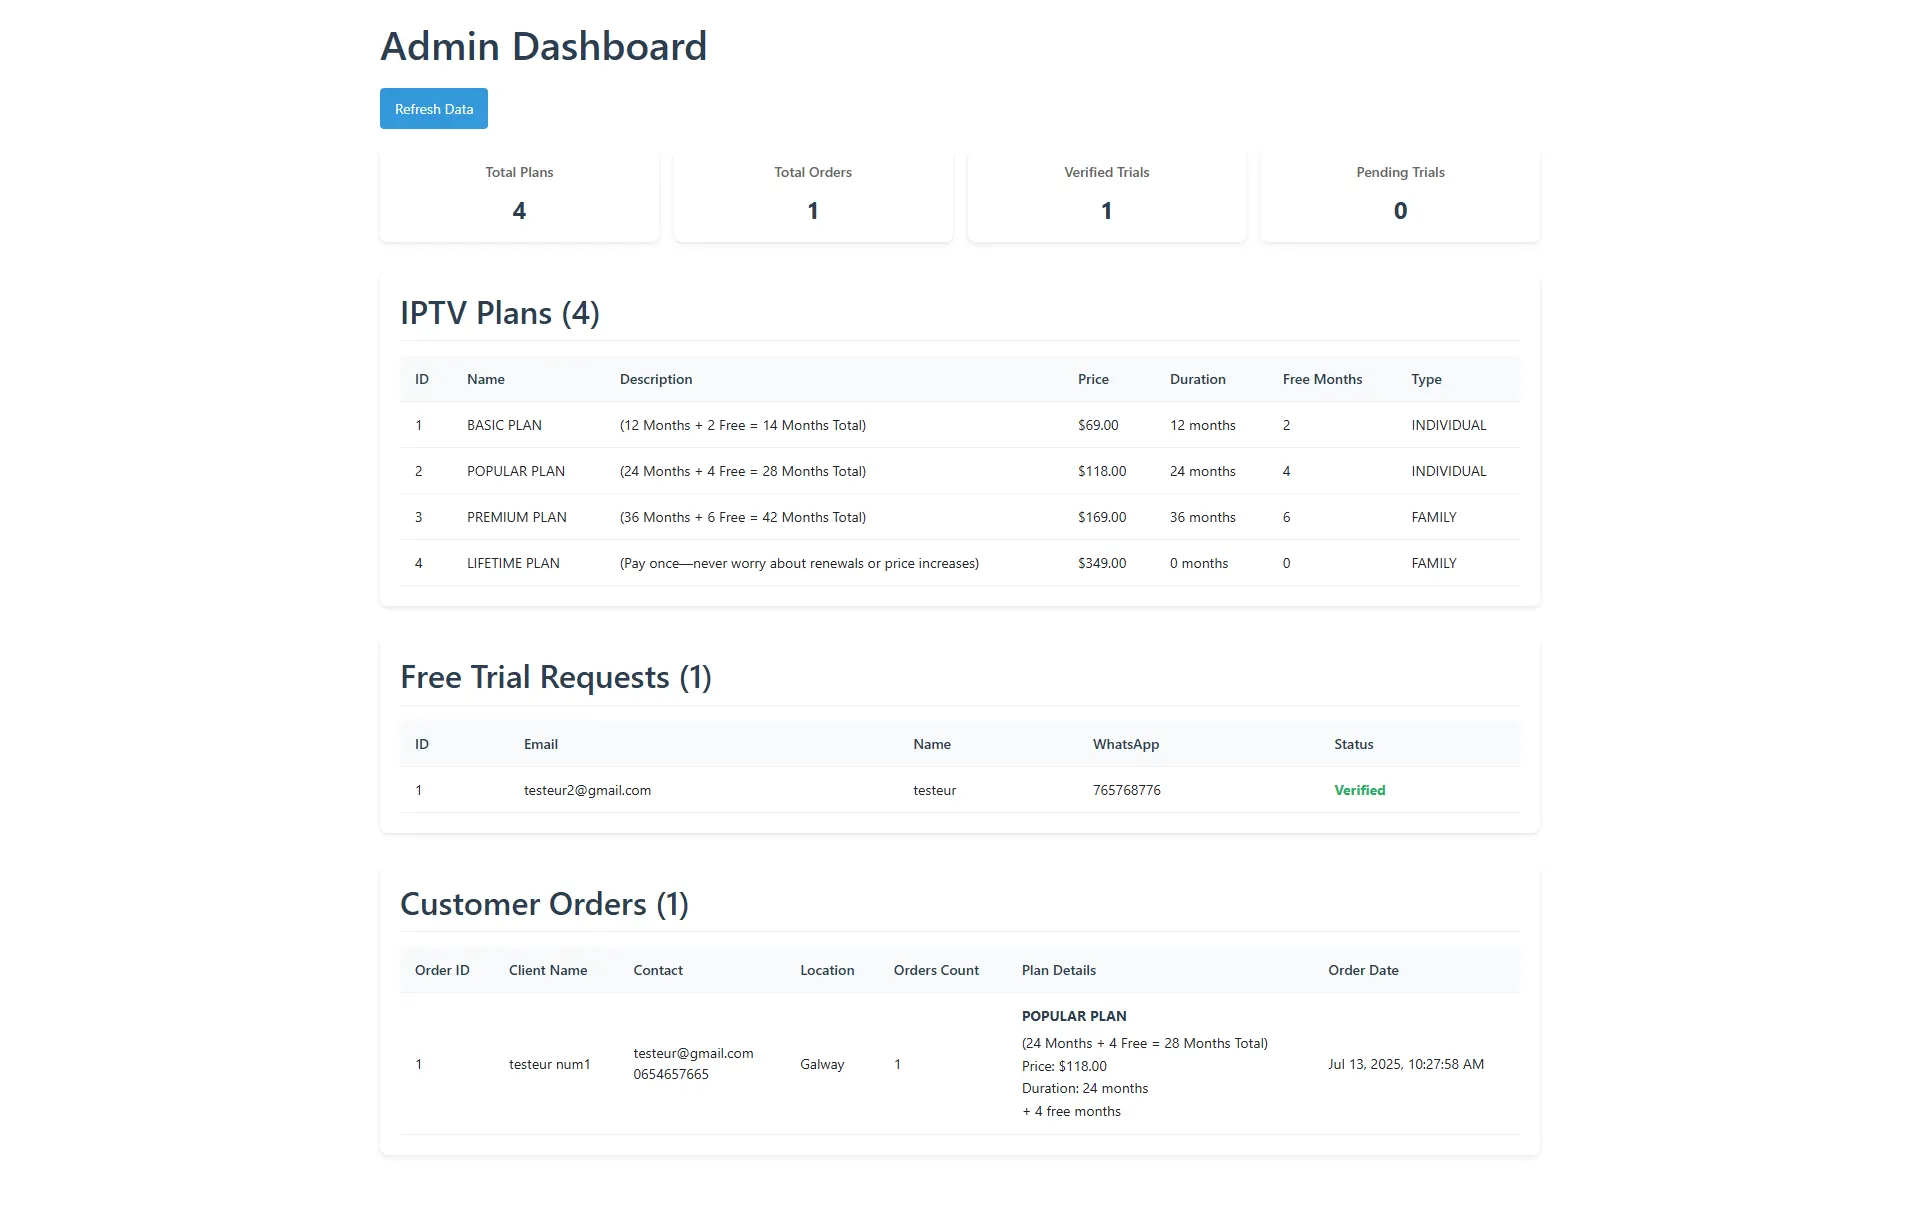 Admin Dashboard
Refresh Data
Total Plans
4
Total Orders
1
Verified Trials
1
Pending Trials
0
IPTV Plans (4)
ID Name Description Price Duration Free Months Type
1 BASIC PLAN (12 Months + 2 Free = 14 Months Total) $69.00 12 months 2 INDIVIDUAL
2 POPULAR PLAN (24 Months + 4 Free = 28 Months Total) $118.00 24 months 4 INDIVIDUAL
3 PREMIUM PLAN (36 Months + 6 Free = 42 Months Total) $169.00 36 months 6 FAMILY
4 LIFETIME PLAN (Pay once—never worry about renewals or price increases) $349.00 0 months 0 FAMILY
Free Trial Requests (1)
ID Email Name WhatsApp Status
1 testeur2@gmail.com testeur 765768776 Verified
Customer Orders (1)
Order ID Client Name Contact Location Orders Count Plan Details Order Date
1 testeur num1
testeur@gmail.com
0654657665
Galway 1
POPULAR PLAN
(24 Months + 4 Free = 28 Months Total)
Price: $118.00
Duration: 24 months
+ 4 free months
Jul 13, 2025, 10:27:58 AM